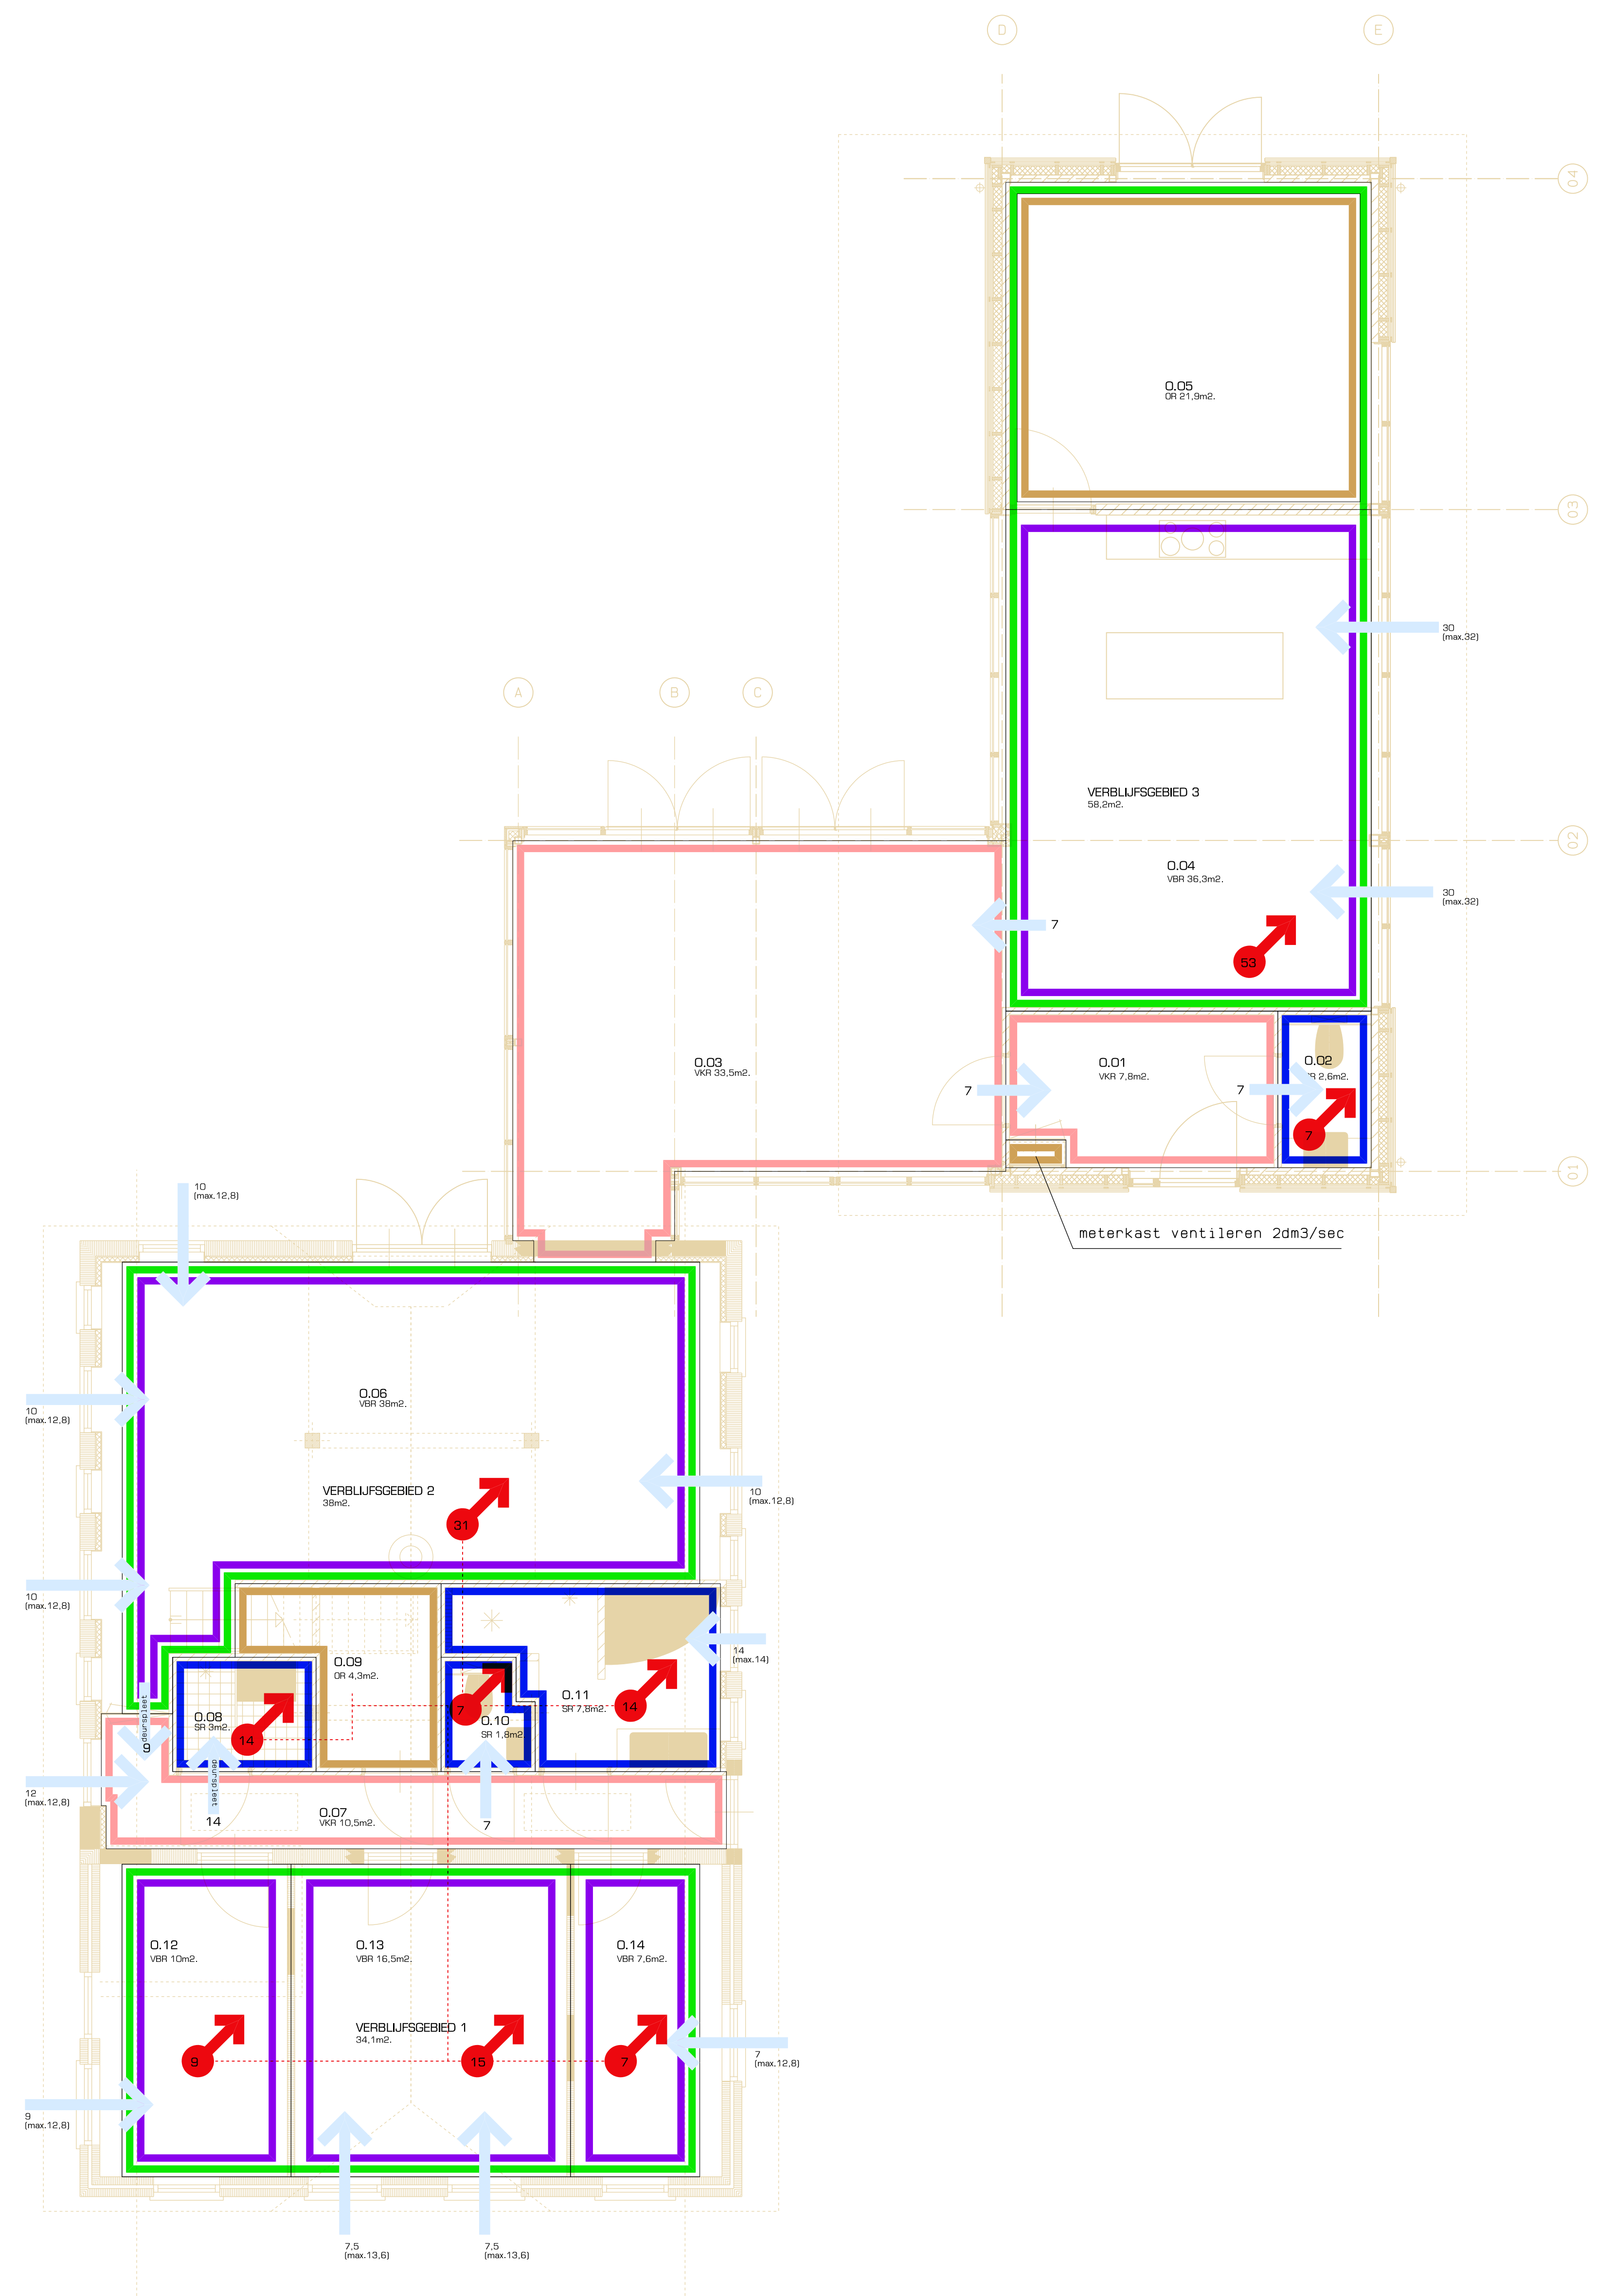 D
E
04
0.05
OR 21,9m2.
03
30
(max.32)
A
B
C
VERBLIJFSGEBIED 3
58,2m2.
02
0.04
VBR 36,3m2.
30
(max.32)
7
53
0.03
VKR 33,5m2.
0.01
VKR 7,8m2.
0.02
2,6m2.
7
7
7
01
10
(max.12,8)
meterkast ventileren 2dm3/sec
0.06
VBR 38m2.
10
(max.12,8)
VERBLIJFSGEBIED 2
38m2.
10
(max.12,8)
31
10
(max.12,8)
14
(max.14)
0.09
OR 4,3m2.
0.11
SR 7,8m2.
14
0.08
SR 3m2.
14
7
0.10
SR 1,8m2
deurspleet
9
deurspleet
12
(max.12,8)
14
0.07
VKR 10,5m2.
7
0.12
VBR 10m2.
0.13
VBR 16,5m2.
0.14
VBR 7,6m2.
VERBLIJFSGEBIED 1
34,1m2.
9
15
7
7
(max.12,8)
9
(max.12,8)
7,5
(max.13,6)
7,5
(max.13,6)